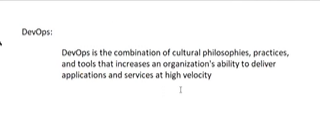 DevOps:
DevOps is the combination of cultural philosophies, practices,
and tools that increases an organization's ability to deliver
applications and services at high velocity